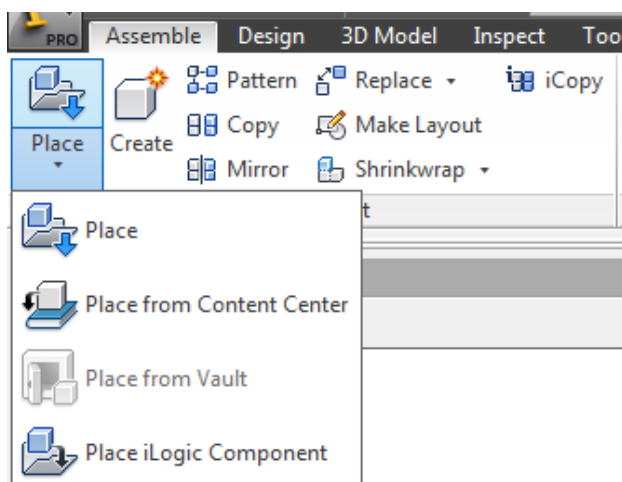 PRO Assemble Design 3D Model Inspect Too
Pattern Replace iCopy
Place Create Copy Make Layout
Mirror Shrinkwrap
t
Place
Place from Content Center
Place from Vault
Place iLogic Component